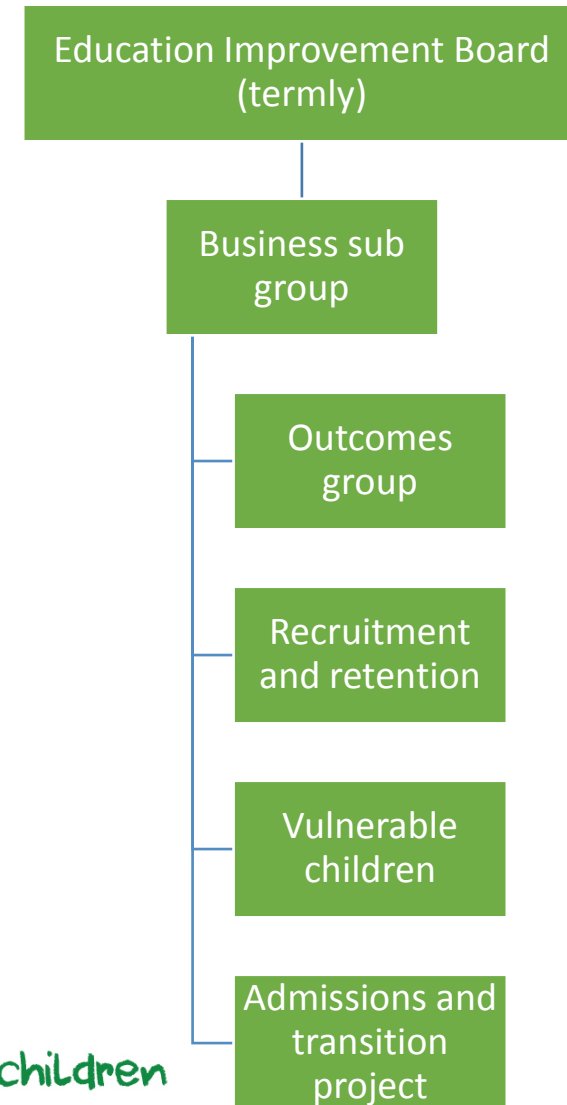 Education Improvement Board
(termly)
Business sub
group
Outcomes
group
Recruitment
and retention
Vulnerable
children
Admissions and
transition
project
children